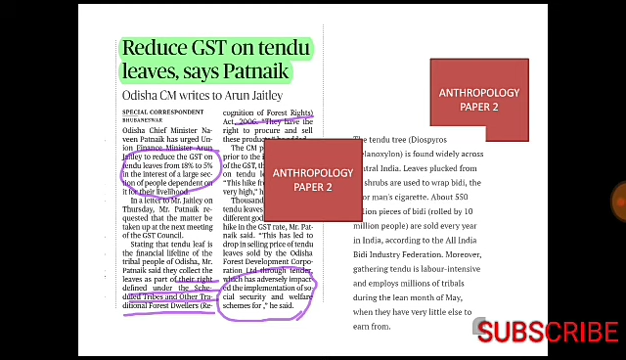 Reduce GST on tendu
leaves, says Patnaik
Odisha CM writes to Arun Jaitley
SPECIAL CORRESPONDENT
BHUBANESWAR
Odisha Chief Minister Na-
veen Patnaik has urged Un-
ion Finance Minister Arun
Jaitley to reduce the GST on
tendu leaves from 18% to 5%
in the interest of a large sec-
tion of people dependent on
it for their livelihood.
In a letter to Mr. Jaitley on
Thursday, Mr. Patnaik re-
quested that the matter be
taken up at the next meeting
of the GST Council.
Stating that tendu leaf is
the financial lifeline of the
tribal people of Odisha, Mr.
Patnaik said they collect the
leaves as part of their right
defined under the Sche-
duled Tribes and Other Tra-
ditional Forest Dwellers (Re-
cognition of Forest Rights)
Act, 2006. "They have the
right to procure and sell
these
The CM
prior to the
of the GST, th
on tendu l
"This hike fr
very high," h
Thousan
tendu leaves
different god
hike in the GST rate, Mr. Pat-
naik said. "This has led to
drop in selling price of tendu
leaves sold by the Odisha
Forest Development Corpo-
ration Ltd through tender,
which has adversely impact-
ed the implementation of so-
cial security and welfare
schemes for ," he said.
ANTHROPOLOGY
PAPER 2
ANTHROPOLOGY
PAPER 2
The tendu tree (Diospyros
elanoxylon) is found widely across
ntral India. Leaves plucked from
shrubs are used to wrap bidi, the
or man's cigarette. About 550
llion pieces of bidi (rolled by 10
million people) are sold every year
in India, according to the All India
Bidi Industry Federation. Moreover,
gathering tendu is labour-intensive
and employs millions of tribals
during the lean month of May,
when they have very little else to
earn from.
SUBSCRIBE